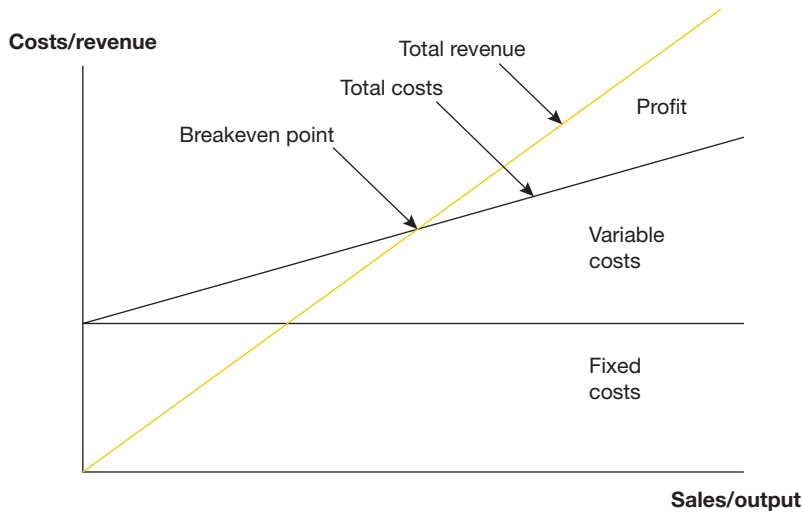 Costs/revenue
Total revenue
Total costs
Profit
Breakeven point
Variable
costs
Fixed
costs
Sales/output